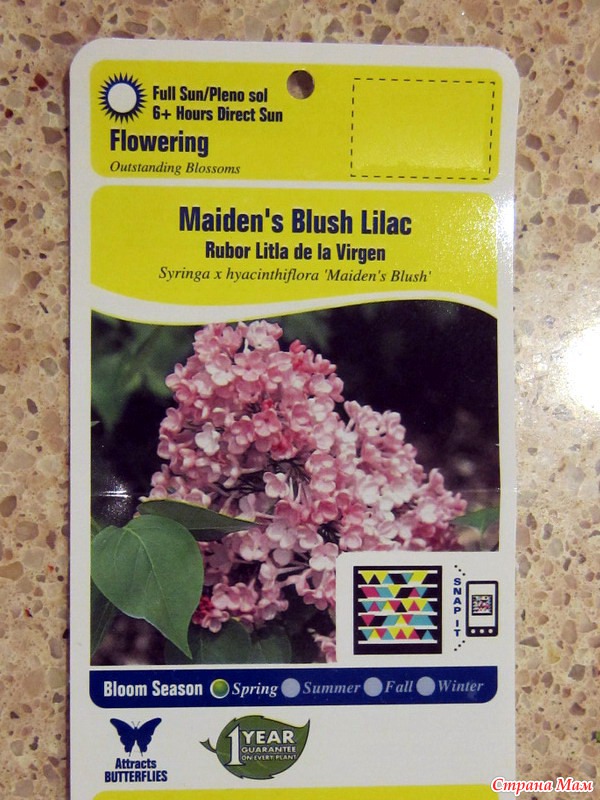 Full Sun/Pleno sol
6+ Hours Direct Sun
Flowering
Outstanding Blossoms
Maiden's Blush Lilac
Rubor Litla de la Virgen
Syringa x hyacinthiflora 'Maiden's Blush'
SNAP IT
Bloom Season Spring Summer Fall Winter
Attracts
BUTTERFLIES
1 YEAR
GUARANTEE
ON EVERY PLANT
Страна Мам